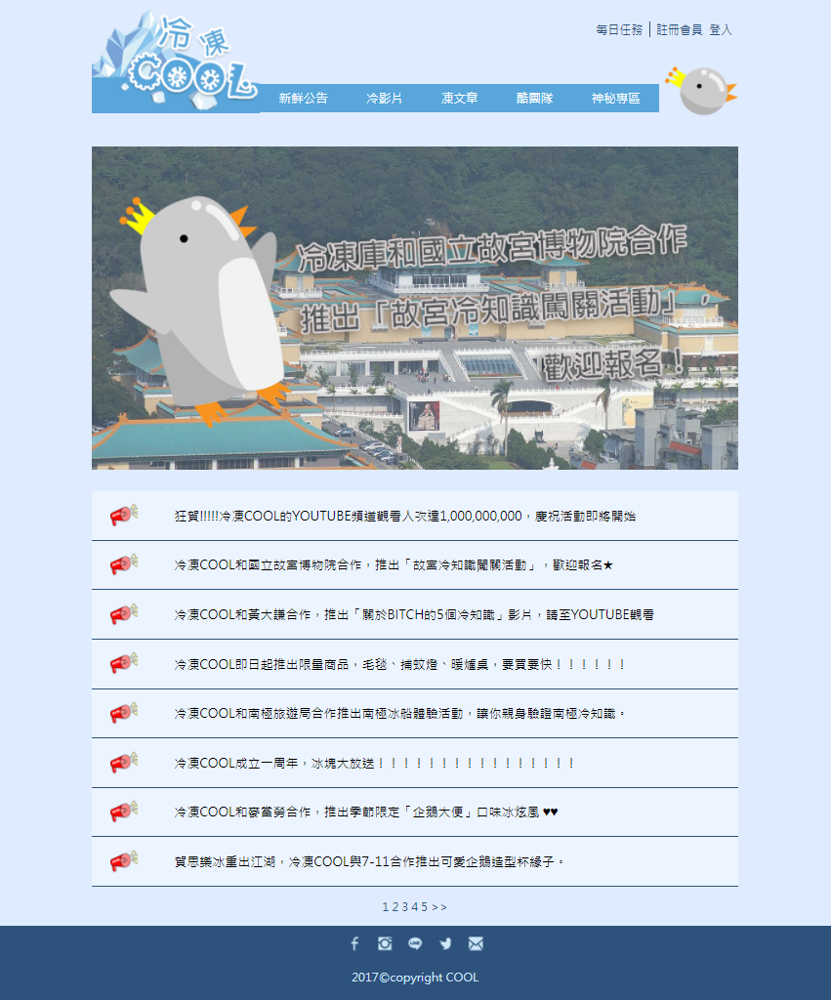 冷凍
COOL
每日任務 | 註冊會員 登入
新鮮公告 冷影片 凍文章 酷團隊 神秘專區
冷凍庫和國立故宮博物院合作
推出「故宮冷知識闖關活動」，
歡迎報名！
狂賀!!!!!冷凍COOL的YOUTUBE頻道觀看人次達1,000,000,000，慶祝活動即將開始
冷凍COOL和國立故宮博物院合作，推出「故宮冷知識闖關活動」，歡迎報名★
冷凍COOL和黃大謙合作，推出「關於BITCH的5個冷知識」影片，請至YOUTUBE觀看
冷凍COOL即日起推出限量商品，毛毯、捕蚊燈、暖爐桌，要買要快！！！！！！
冷凍COOL和南極旅遊局合作推出南極冰船體驗活動，讓你親身驗證南極冷知識。
冷凍COOL成立一周年，冰塊大放送！！！！！！！！！！！！！！！！
冷凍COOL和麥當勞合作，推出季節限定「企鵝大便」口味冰炫風 ♥♥
賀思樂冰重出江湖，冷凍COOL與7-11合作推出可愛企鵝造型杯緣子。
1 2 3 4 5 > >
2017©copyright COOL